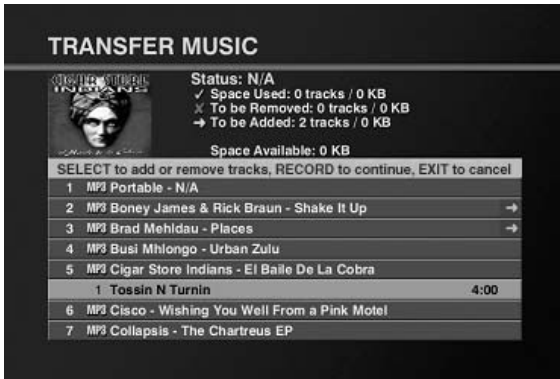 TRANSFER MUSIC
CIGAR STORE
INDIANS
Status: N/A
✓ Space Used: 0 tracks / 0 KB
✗ To be Removed: 0 tracks / 0 KB
➔ To be Added: 2 tracks / 0 KB
Space Available: 0 KB
SELECT to add or remove tracks, RECORD to continue, EXIT to cancel
1 MP3 Portable - N/A
2 MP3 Boney James & Rick Braun - Shake It Up ➔
3 MP3 Brad Mehldau - Places ➔
4 MP3 Busi Mhlongo - Urban Zulu
5 MP3 Cigar Store Indians - El Baile De La Cobra
1 Tossin N Turnin 4:00
6 MP3 Cisco - Wishing You Well From a Pink Motel
7 MP3 Collapsis - The Chartreus EP